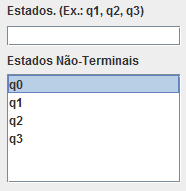 Estados. (Ex.: q1, q2, q3)
Estados Não-Terminais
q0
q1
q2
q3